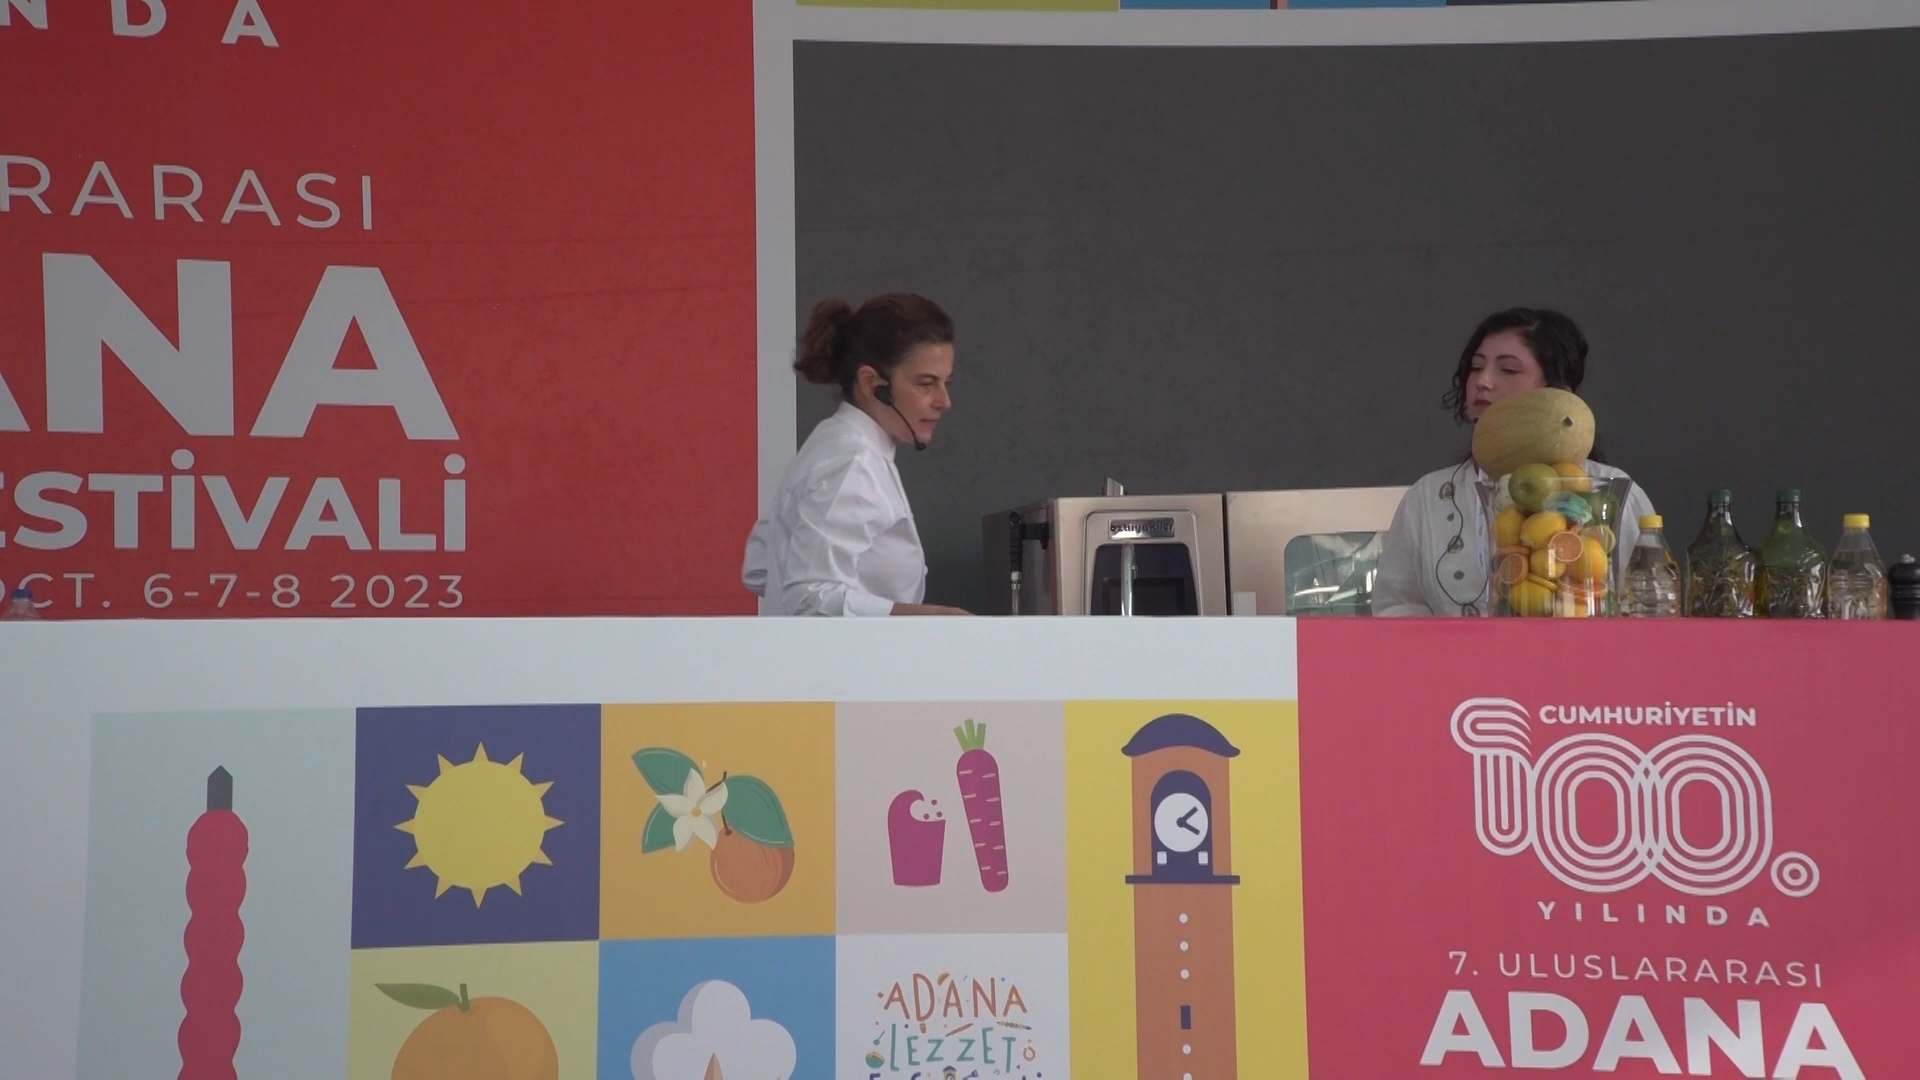 NDA
RARASI
ANA
ESTİVALİ
OCT. 6-7-8 2023
öztiryakiler
CUMHURİYETİN
100.
YILINDA
7. ULUSLARARASI
ADANA
ADANA
LEZZET